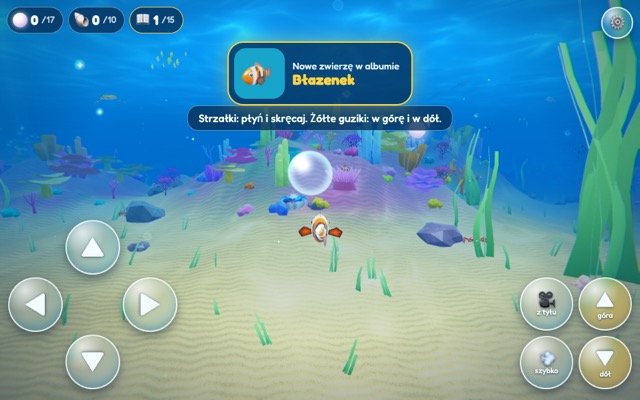 0 /17
0 /10
1 /15
Nowe zwierzę w albumie
Błazenek
Strzałki: płyń i skręcaj. Żółte guziki: w górę i w dół.
z tyłu
góra
szybko
dół